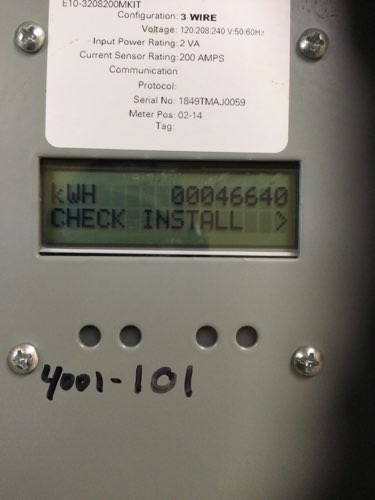 E10-3208200MKIT
Configuration: 3 WIRE
Voltage: 120:208:240 V:50:60Hz
Input Power Rating: 2 VA
Current Sensor Rating: 200 AMPS
Communication
Protocol:
Serial No: 1849TMAJ0059
Meter Pos: 02-14
Tag:
kWH 00046640
CHECK INSTALL >
4001-101